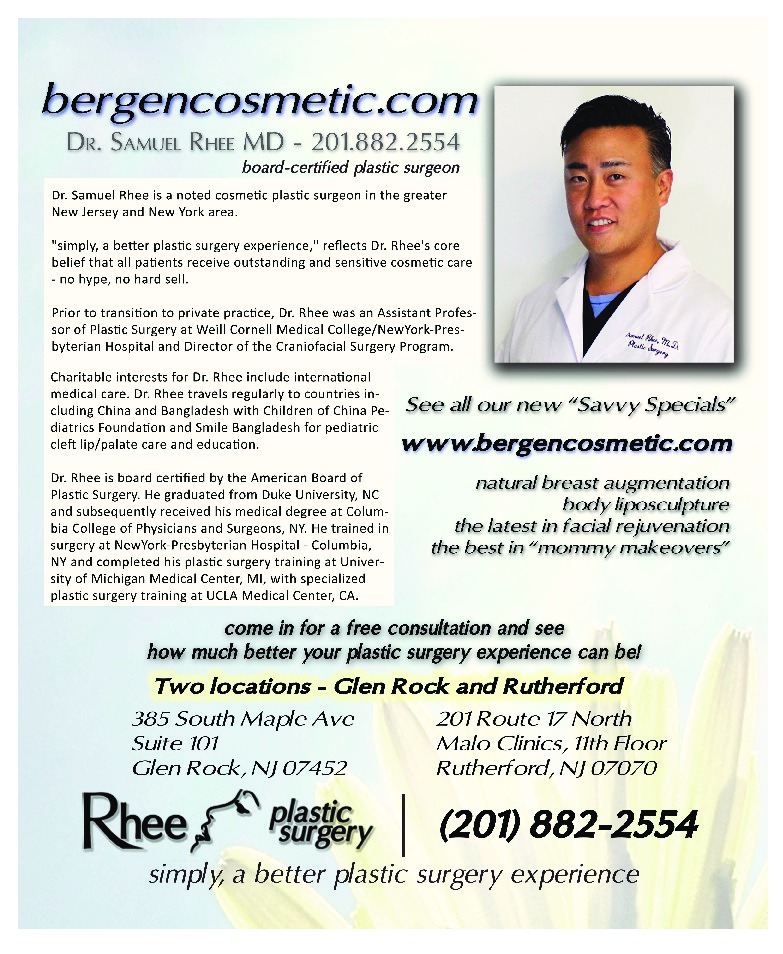 bergencosmetic.com
DR. SAMUEL RHEE MD - 201.882.2554
board-certified plastic surgeon
Dr. Samuel Rhee is a noted cosmetic plastic surgeon in the greater
New Jersey and New York area.
"simply, a better plastic surgery experience," reflects Dr. Rhee's core
belief that all patients receive outstanding and sensitive cosmetic care
- no hype, no hard sell.
Prior to transition to private practice, Dr. Rhee was an Assistant Profes-
sor of Plastic Surgery at Weill Cornell Medical College/NewYork-Pres-
byterian Hospital and Director of the Craniofacial Surgery Program.
Charitable interests for Dr. Rhee include international
medical care. Dr. Rhee travels regularly to countries in-
cluding China and Bangladesh with Children of China Pe-
diatrics Foundation and Smile Bangladesh for pediatric
cleft lip/palate care and education.
Dr. Rhee is board certified by the American Board of
Plastic Surgery. He graduated from Duke University, NC
and subsequently received his medical degree at Colum-
bia College of Physicians and Surgeons, NY. He trained in
surgery at NewYork-Presbyterian Hospital - Columbia,
NY and completed his plastic surgery training at Univer-
sity of Michigan Medical Center, MI, with specialized
plastic surgery training at UCLA Medical Center, CA.
Samuel Rhee, M.D.
Plastic Surgery
See all our new “Savvy Specials”
www.bergencosmetic.com
natural breast augmentation
body liposculpture
the latest in facial rejuvenation
the best in “mommy makeovers”
come in for a free consultation and see
how much better your plastic surgery experience can be!
Two locations - Glen Rock and Rutherford
385 South Maple Ave
Suite 101
Glen Rock, NJ 07452
201 Route 17 North
Malo Clinics, 11th Floor
Rutherford, NJ 07070
Rhee plastic
surgery
(201) 882-2554
simply, a better plastic surgery experience